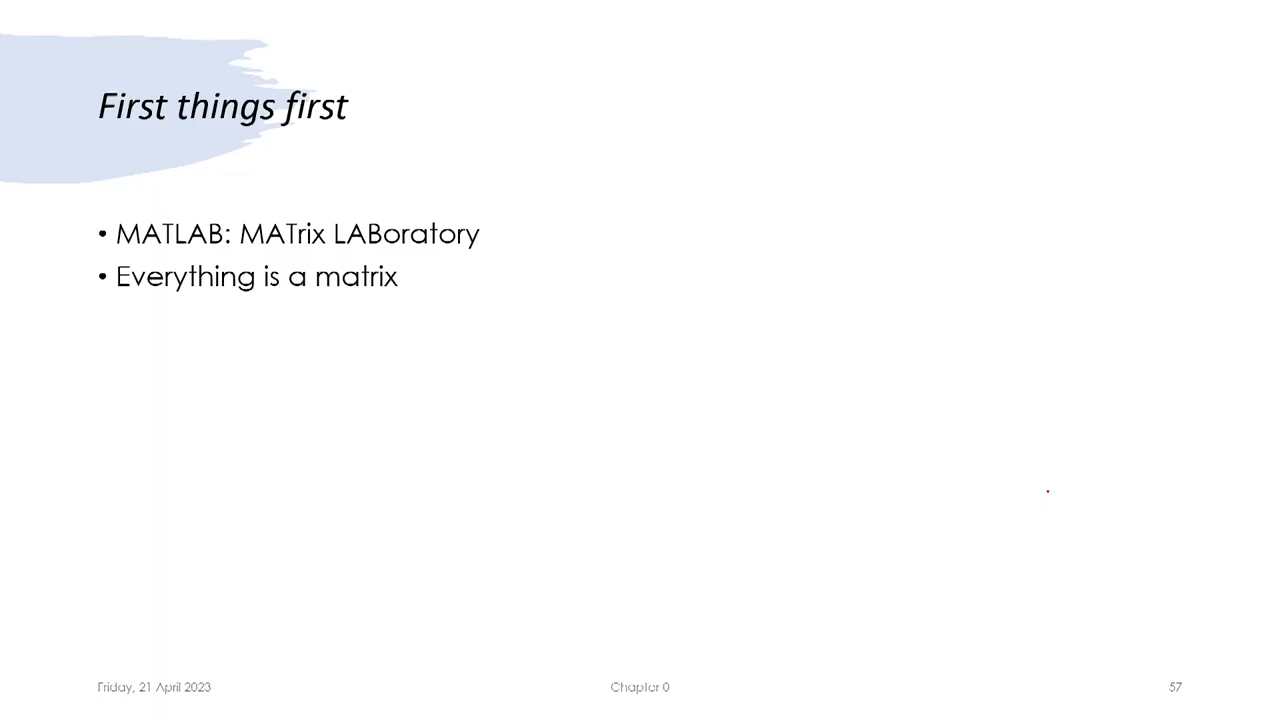 First things first
• MATLAB: MATrix LABoratory
• Everything is a matrix
Friday, 21 April 2023
Chapter 0
57